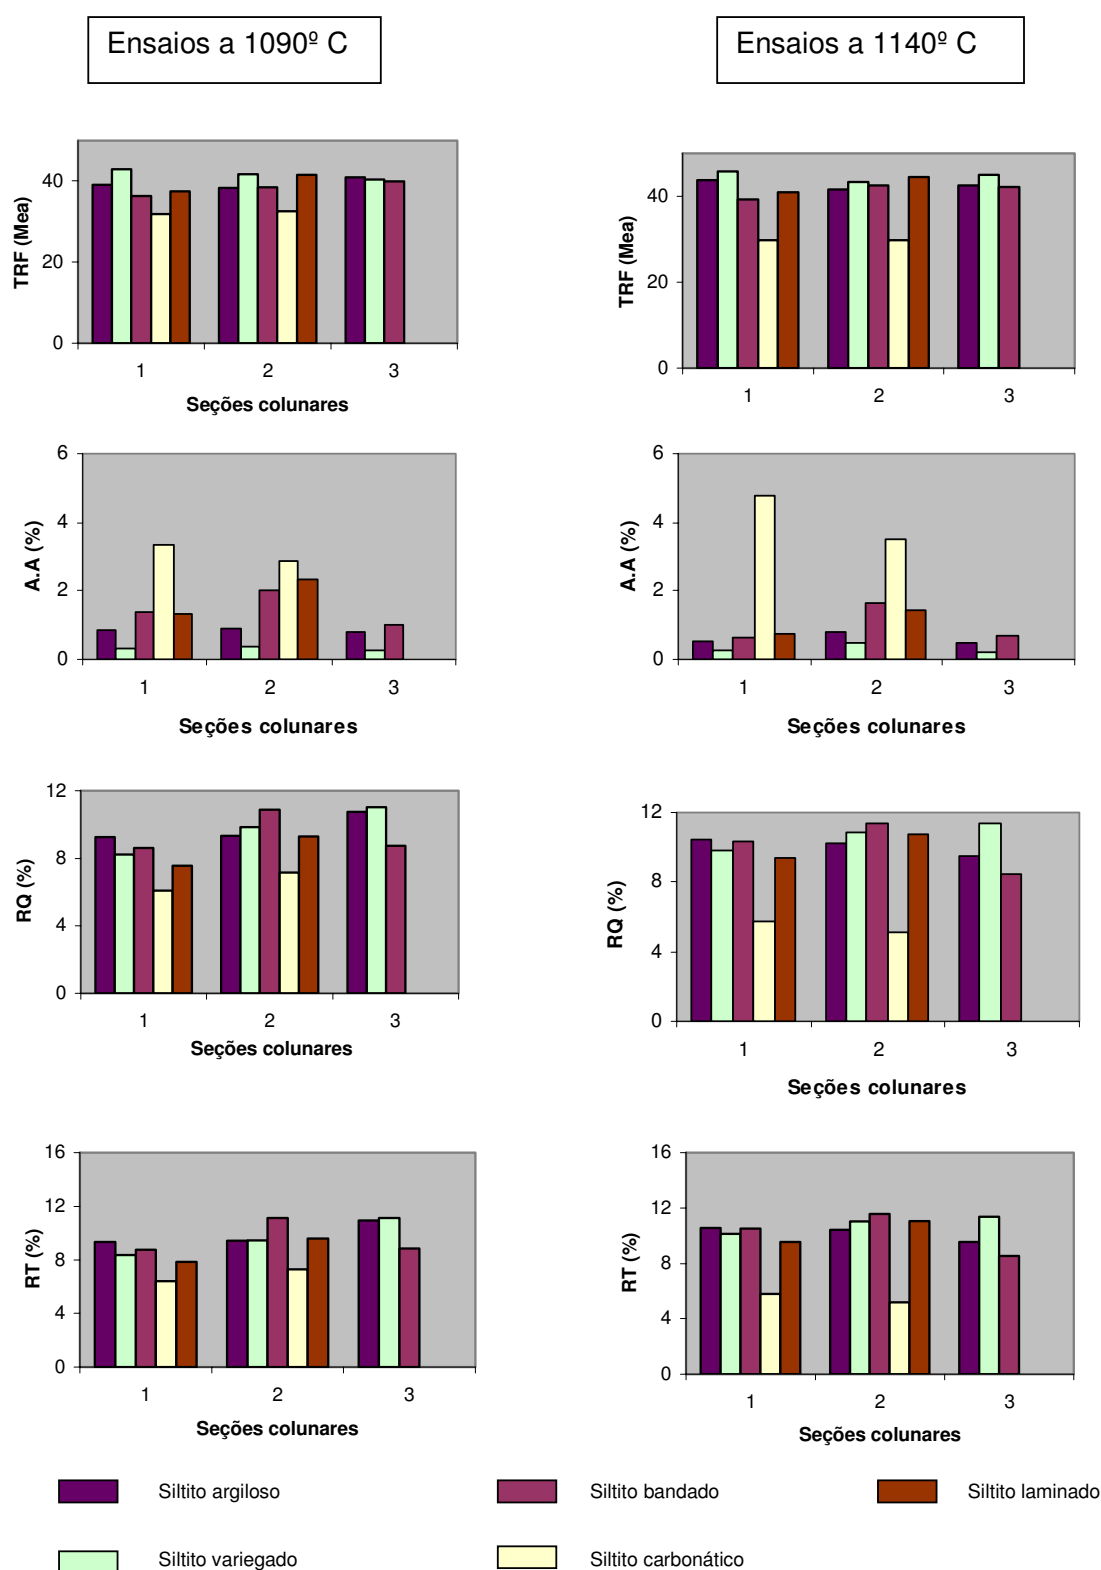 Ensaios a 1090º C
Ensaios a 1140º C
TRF (Mea)
40
20
0
1 2 3
Seções colunares
TRF (Mea)
40
20
0
1 2 3
Seções colunares
A.A (%)
6
4
2
0
1 2 3
Seções colunares
A.A (%)
6
4
2
0
1 2 3
Seções colunares
RQ (%)
12
8
4
0
1 2 3
Seções colunares
RQ (%)
12
8
4
0
1 2 3
Seções colunares
RT (%)
16
12
8
4
0
1 2 3
Seções colunares
RT (%)
16
12
8
4
0
1 2 3
Seções colunares
Siltito argiloso
Siltito bandado
Siltito laminado
Siltito variegado
Siltito carbonático